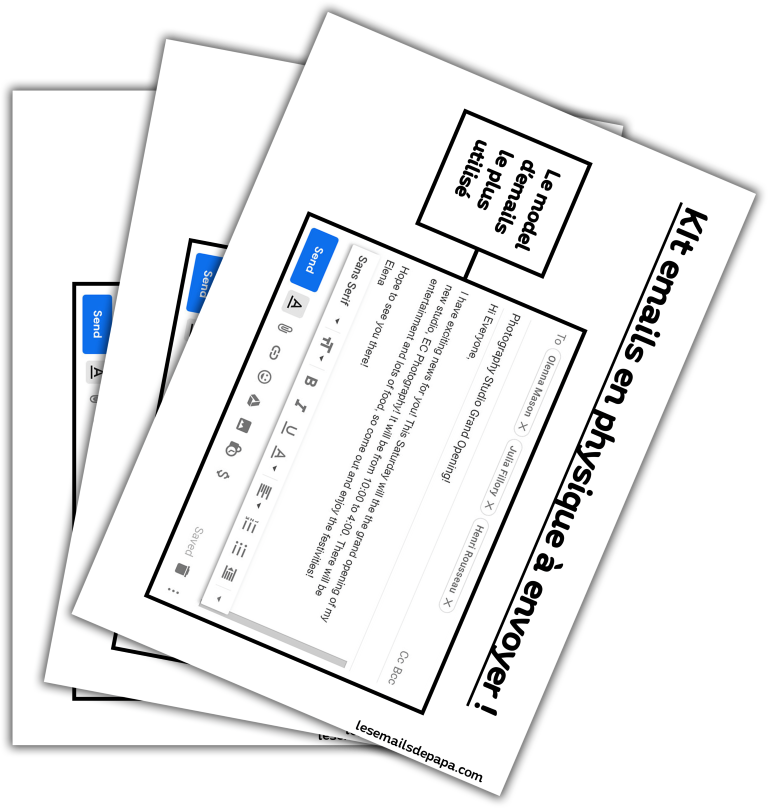 KIt emails en physique à envoyer !
Le model
d'emails
le plus
utilisé
To Glenna Mason × Julia Fillory × Henri Rousseau × Cc Bcc
Photography Studio Grand Opening!
Hi Everyone,
I have exciting news for you! This Saturday will the the grand opening of my
new studio, EC Photography! It will be from 10:00 to 4:00. There will be
entertainment and lots of food, so come out and enjoy the festivities!
Hope to see you there!
Elena
Sans Serif
Send
Saved
lesemailsdepapa.com
Send
Send